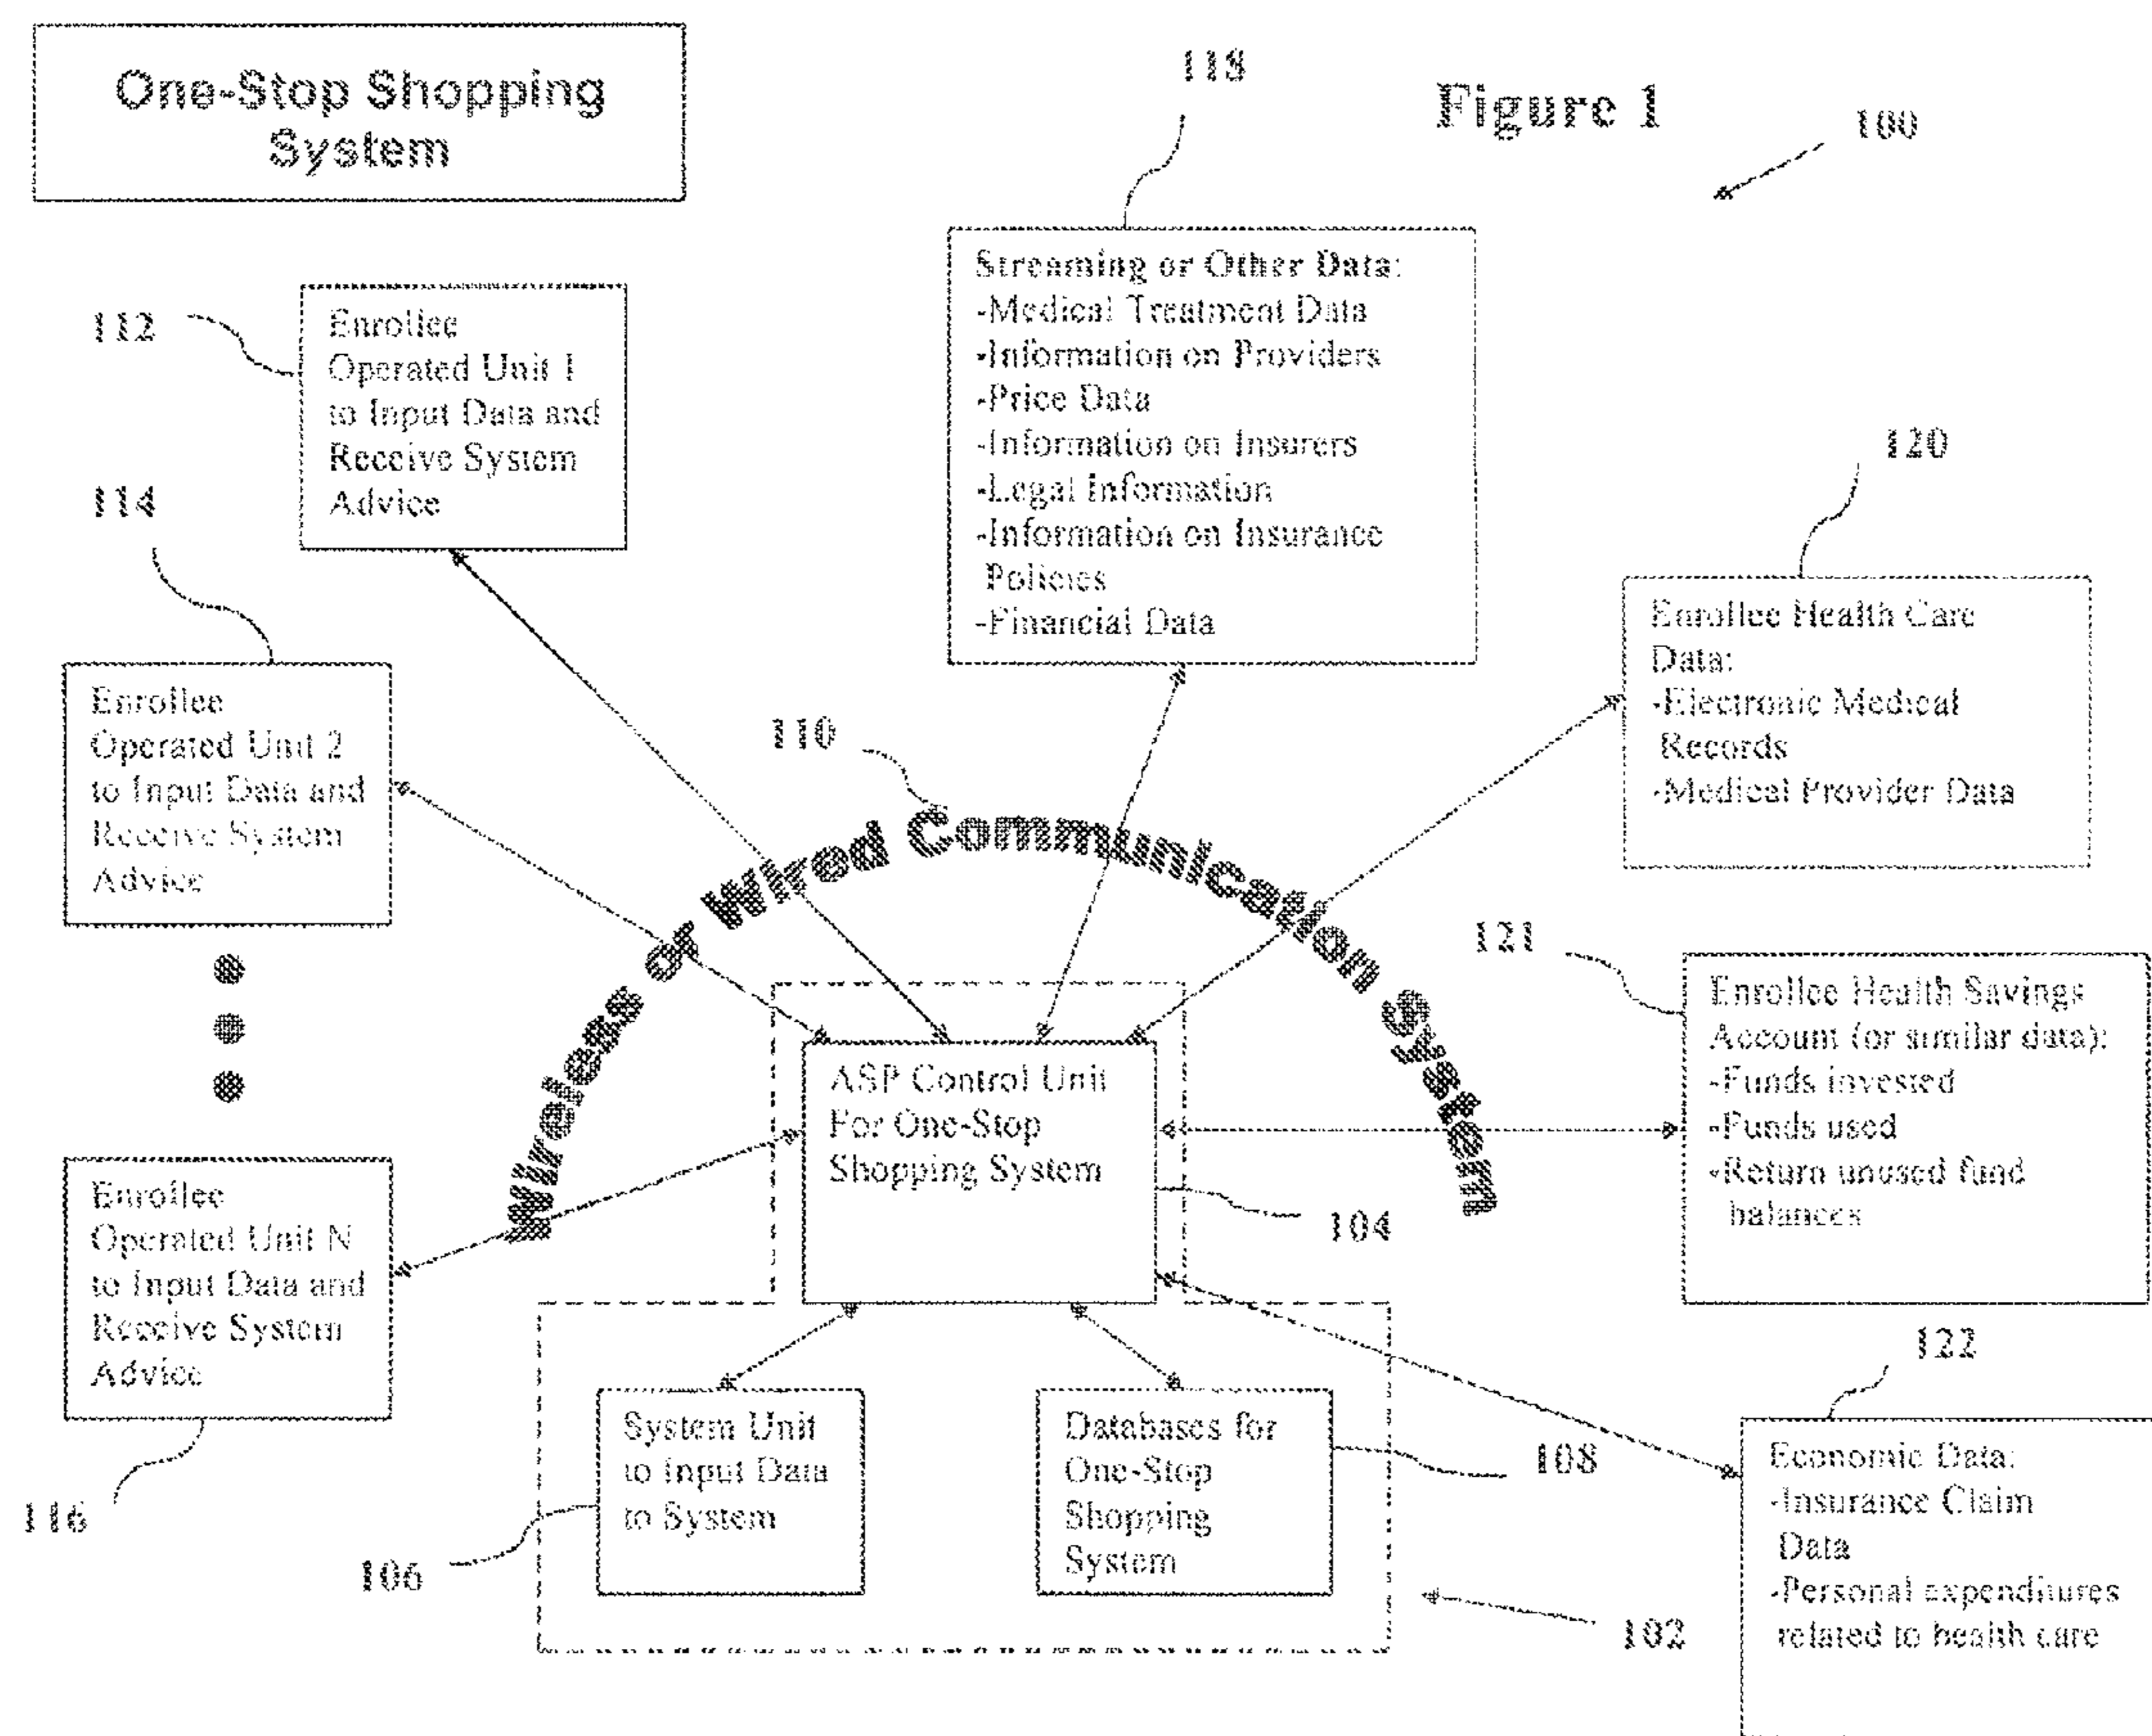 One-Stop Shopping
System
Figure 1
100
118
Streaming or Other Data:
-Medical Treatment Data
-Information on Providers
-Price Data
-Information on Insurers
-Legal Information
-Information on Insurance
Policies
-Financial Data
112
Enrollee
Operated Unit 1
to Input Data and
Receive System
Advice
114
Enrollee
Operated Unit 2
to Input Data and
Receive System
Advice
120
Enrollee Health Care
Data:
-Electronic Medical
Records
-Medical Provider Data
110
Wireless or Wired Communication System
121
Enrollee Health Savings
Account (or similar data):
-Funds invested
-Funds used
-Return unused fund
balances
ASP Control Unit
For One-Stop
Shopping System
104
Enrollee
Operated Unit N
to Input Data and
Receive System
Advice
116
System Unit
to Input Data
to System
106
Databases for
One-Stop
Shopping
System
108
102
122
Economic Data:
-Insurance Claim
Data
-Personal expenditures
related to health care